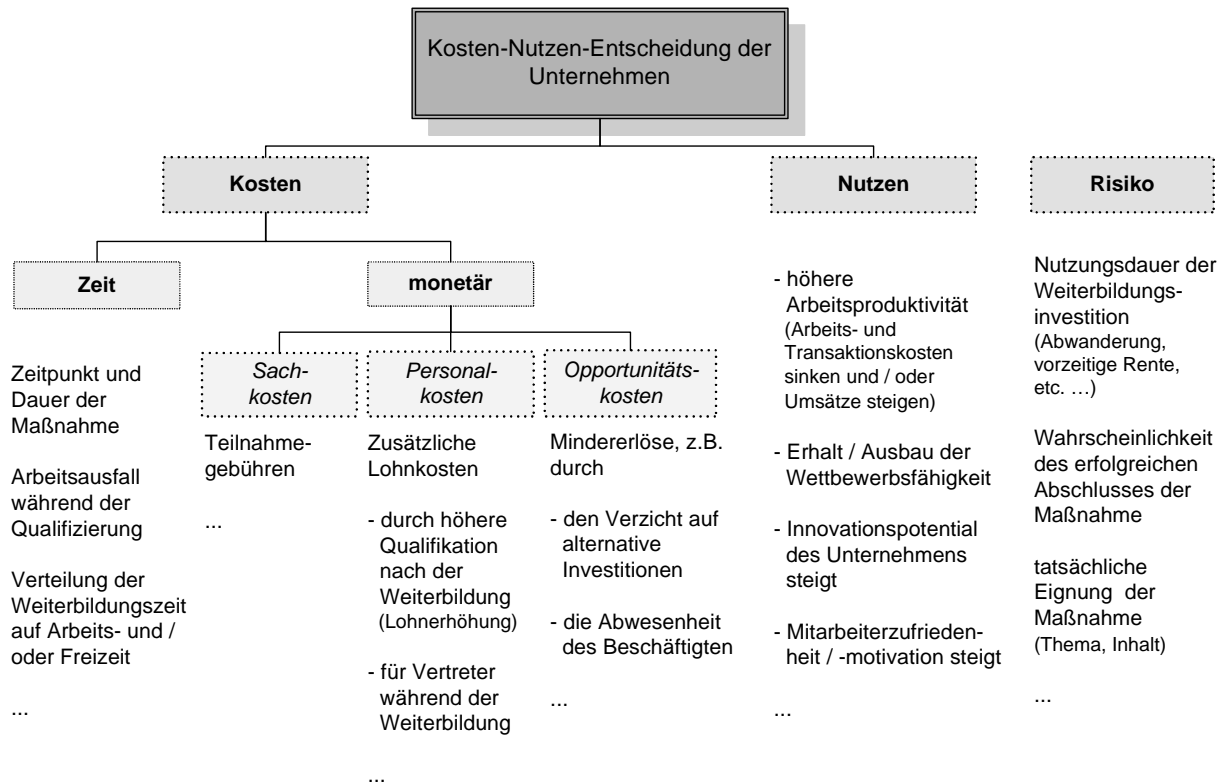 Kosten-Nutzen-Entscheidung der
Unternehmen
Kosten
Nutzen
Risiko
Zeit
monetär
Sach-
kosten
Personal-
kosten
Opportunitäts-
kosten
Zeitpunkt und
Dauer der
Maßnahme
Arbeitsausfall
während der
Qualifizierung
Verteilung der
Weiterbildungszeit
auf Arbeits- und /
oder Freizeit
...
Teilnahme-
gebühren
...
Zusätzliche
Lohnkosten
- durch höhere
Qualifikation
nach der
Weiterbildung
(Lohnerhöhung)
- für Vertreter
während der
Weiterbildung
...
Mindererlöse, z.B.
durch
- den Verzicht auf
alternative
Investitionen
- die Abwesenheit
des Beschäftigten
...
- höhere
Arbeitsproduktivität
(Arbeits- und
Transaktionskosten
sinken und / oder
Umsätze steigen)
- Erhalt / Ausbau der
Wettbewerbsfähigkeit
- Innovationspotential
des Unternehmens
steigt
- Mitarbeiterzufrieden-
heit / -motivation steigt
...
Nutzungsdauer der
Weiterbildungs-
investition
(Abwanderung,
vorzeitige Rente,
etc. …)
Wahrscheinlichkeit
des erfolgreichen
Abschlusses der
Maßnahme
tatsächliche
Eignung der
Maßnahme
(Thema, Inhalt)
...